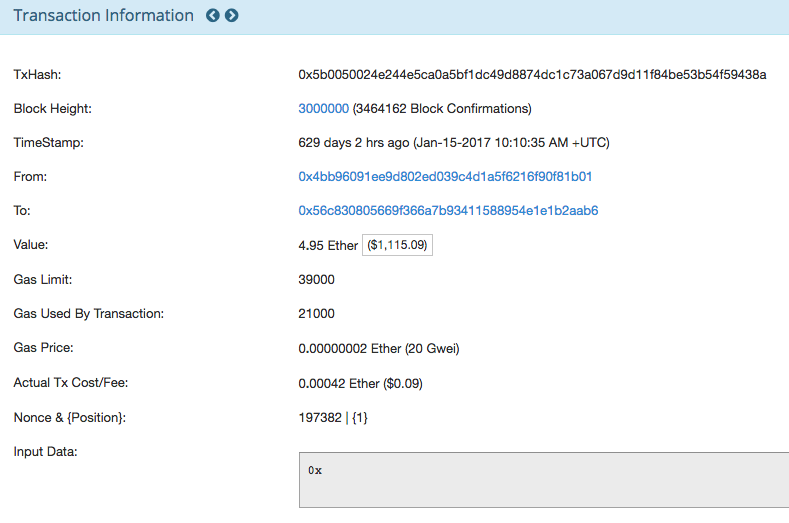 Transaction Information
TxHash: 0x5b0050024e244e5ca0a5bf1dc49d8874dc1c73a067d9d11f84be53b54f59438a
Block Height: 3000000 (3464162 Block Confirmations)
TimeStamp: 629 days 2 hrs ago (Jan-15-2017 10:10:35 AM +UTC)
From: 0x4bb96091ee9d802ed039c4d1a5f6216f90f81b01
To: 0x56c830805669f366a7b93411588954e1e1b2aab6
Value: 4.95 Ether ($1,115.09)
Gas Limit: 39000
Gas Used By Transaction: 21000
Gas Price: 0.00000002 Ether (20 Gwei)
Actual Tx Cost/Fee: 0.00042 Ether ($0.09)
Nonce & {Position}: 197382 | {1}
Input Data:
0x